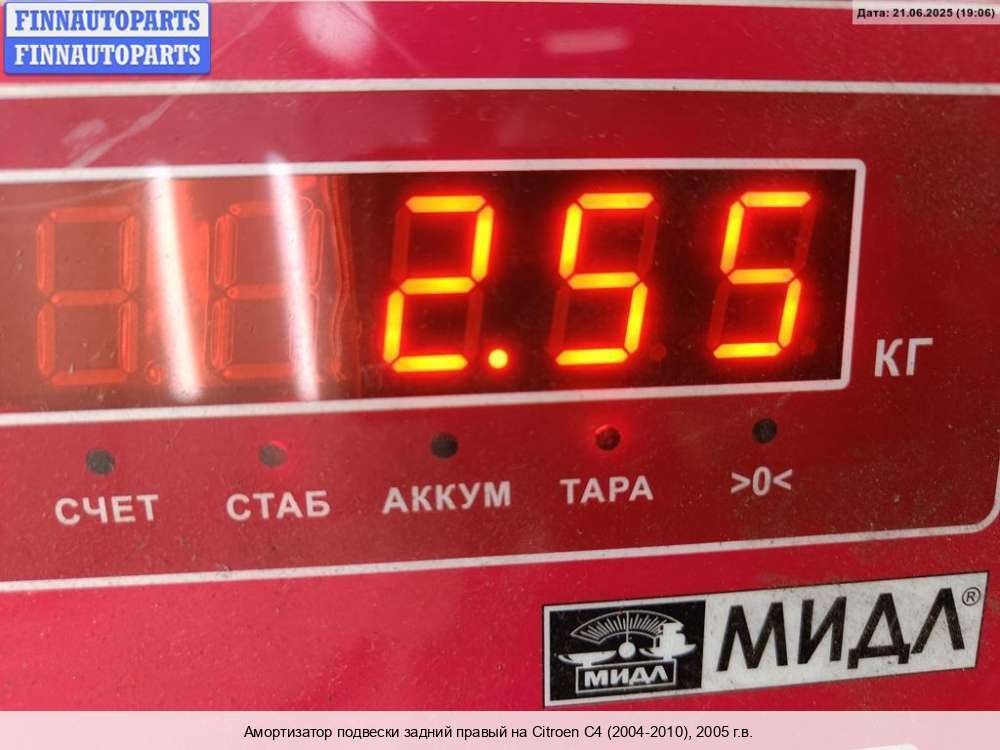 FINNAUTOPARTS
FINNAUTOPARTS
Дата: 21.06.2025 (19:06)
2.55
КГ
СЧЕТ
СТАБ
АККУМ
ТАРА
>0<
МИДЛ
МИДЛ®
Амортизатор подвески задний правый на Citroen C4 (2004-2010), 2005 г.в.